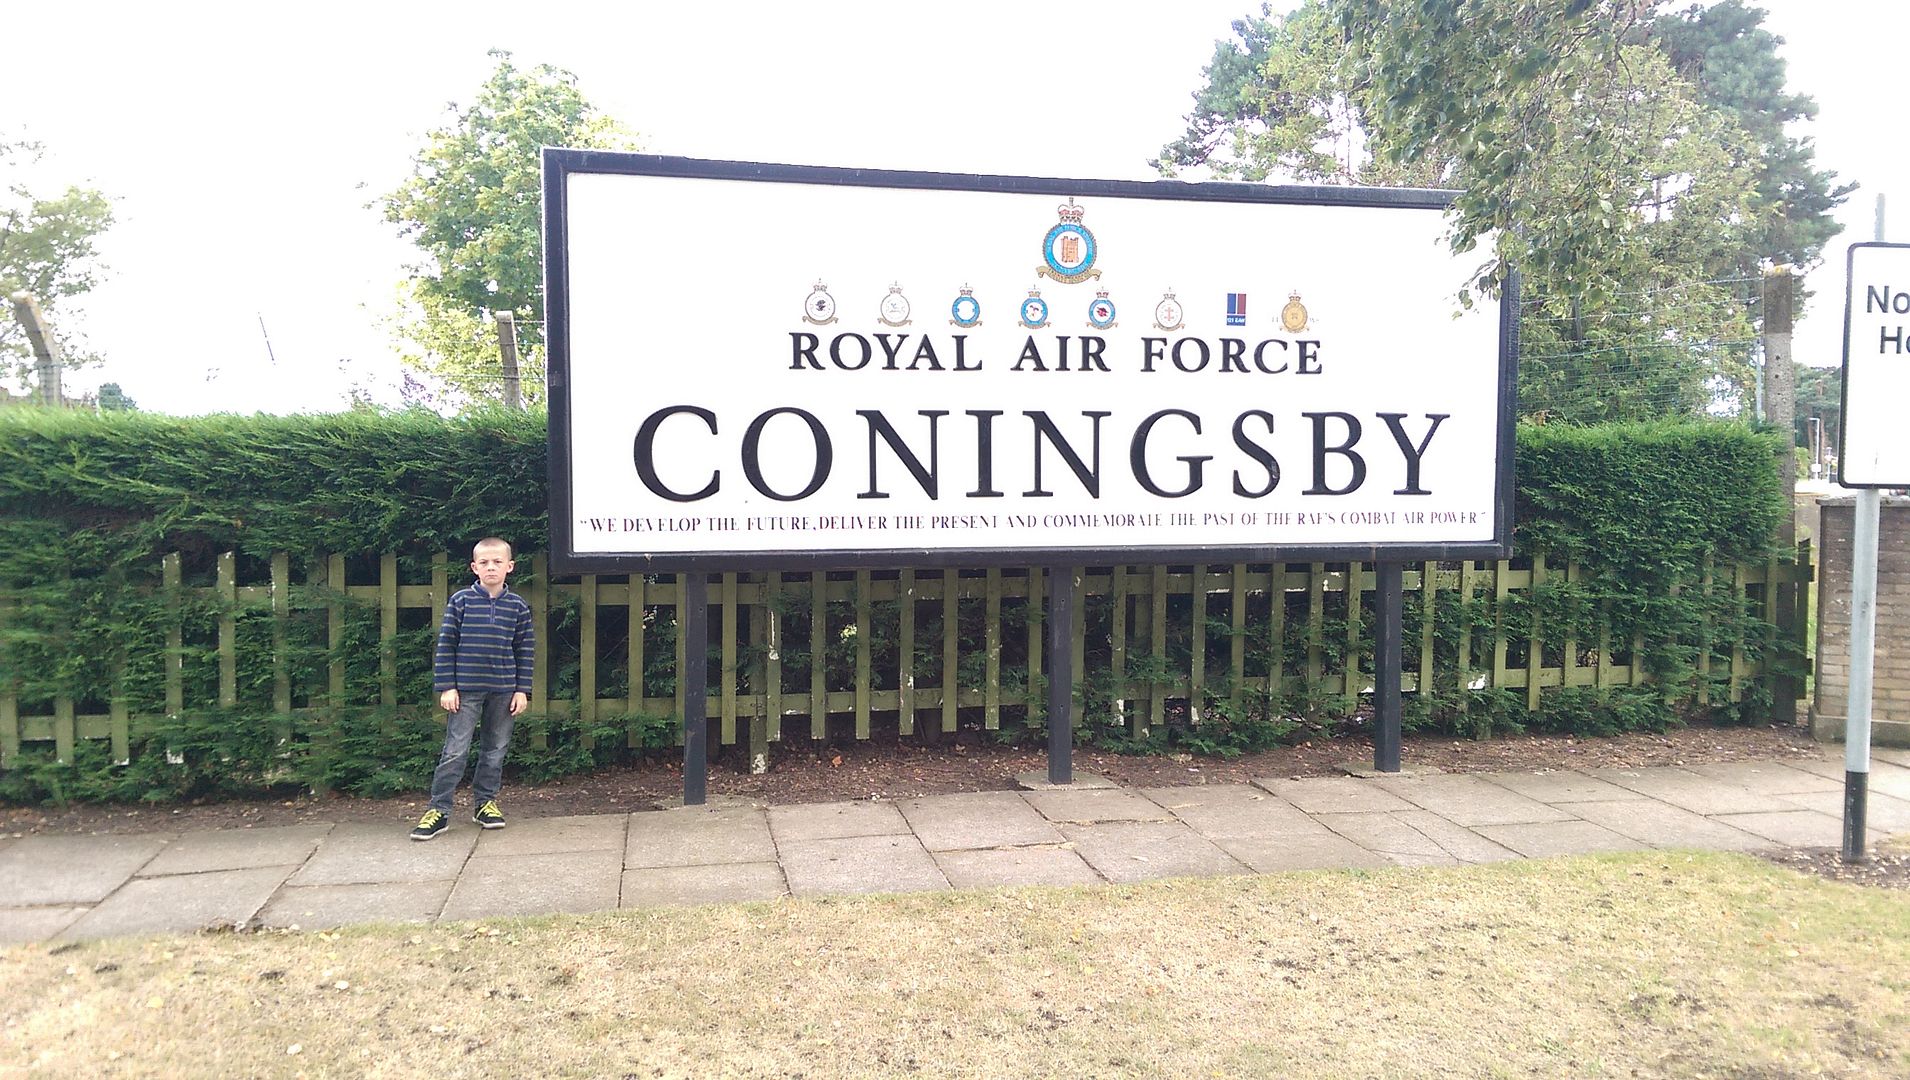 ROYAL AIR FORCE
CONINGSBY
"WE DEVELOP THE FUTURE, DELIVER THE PRESENT AND COMMEMORATE THE PAST OF THE RAF'S COMBAT AIR POWER"
No
Ho